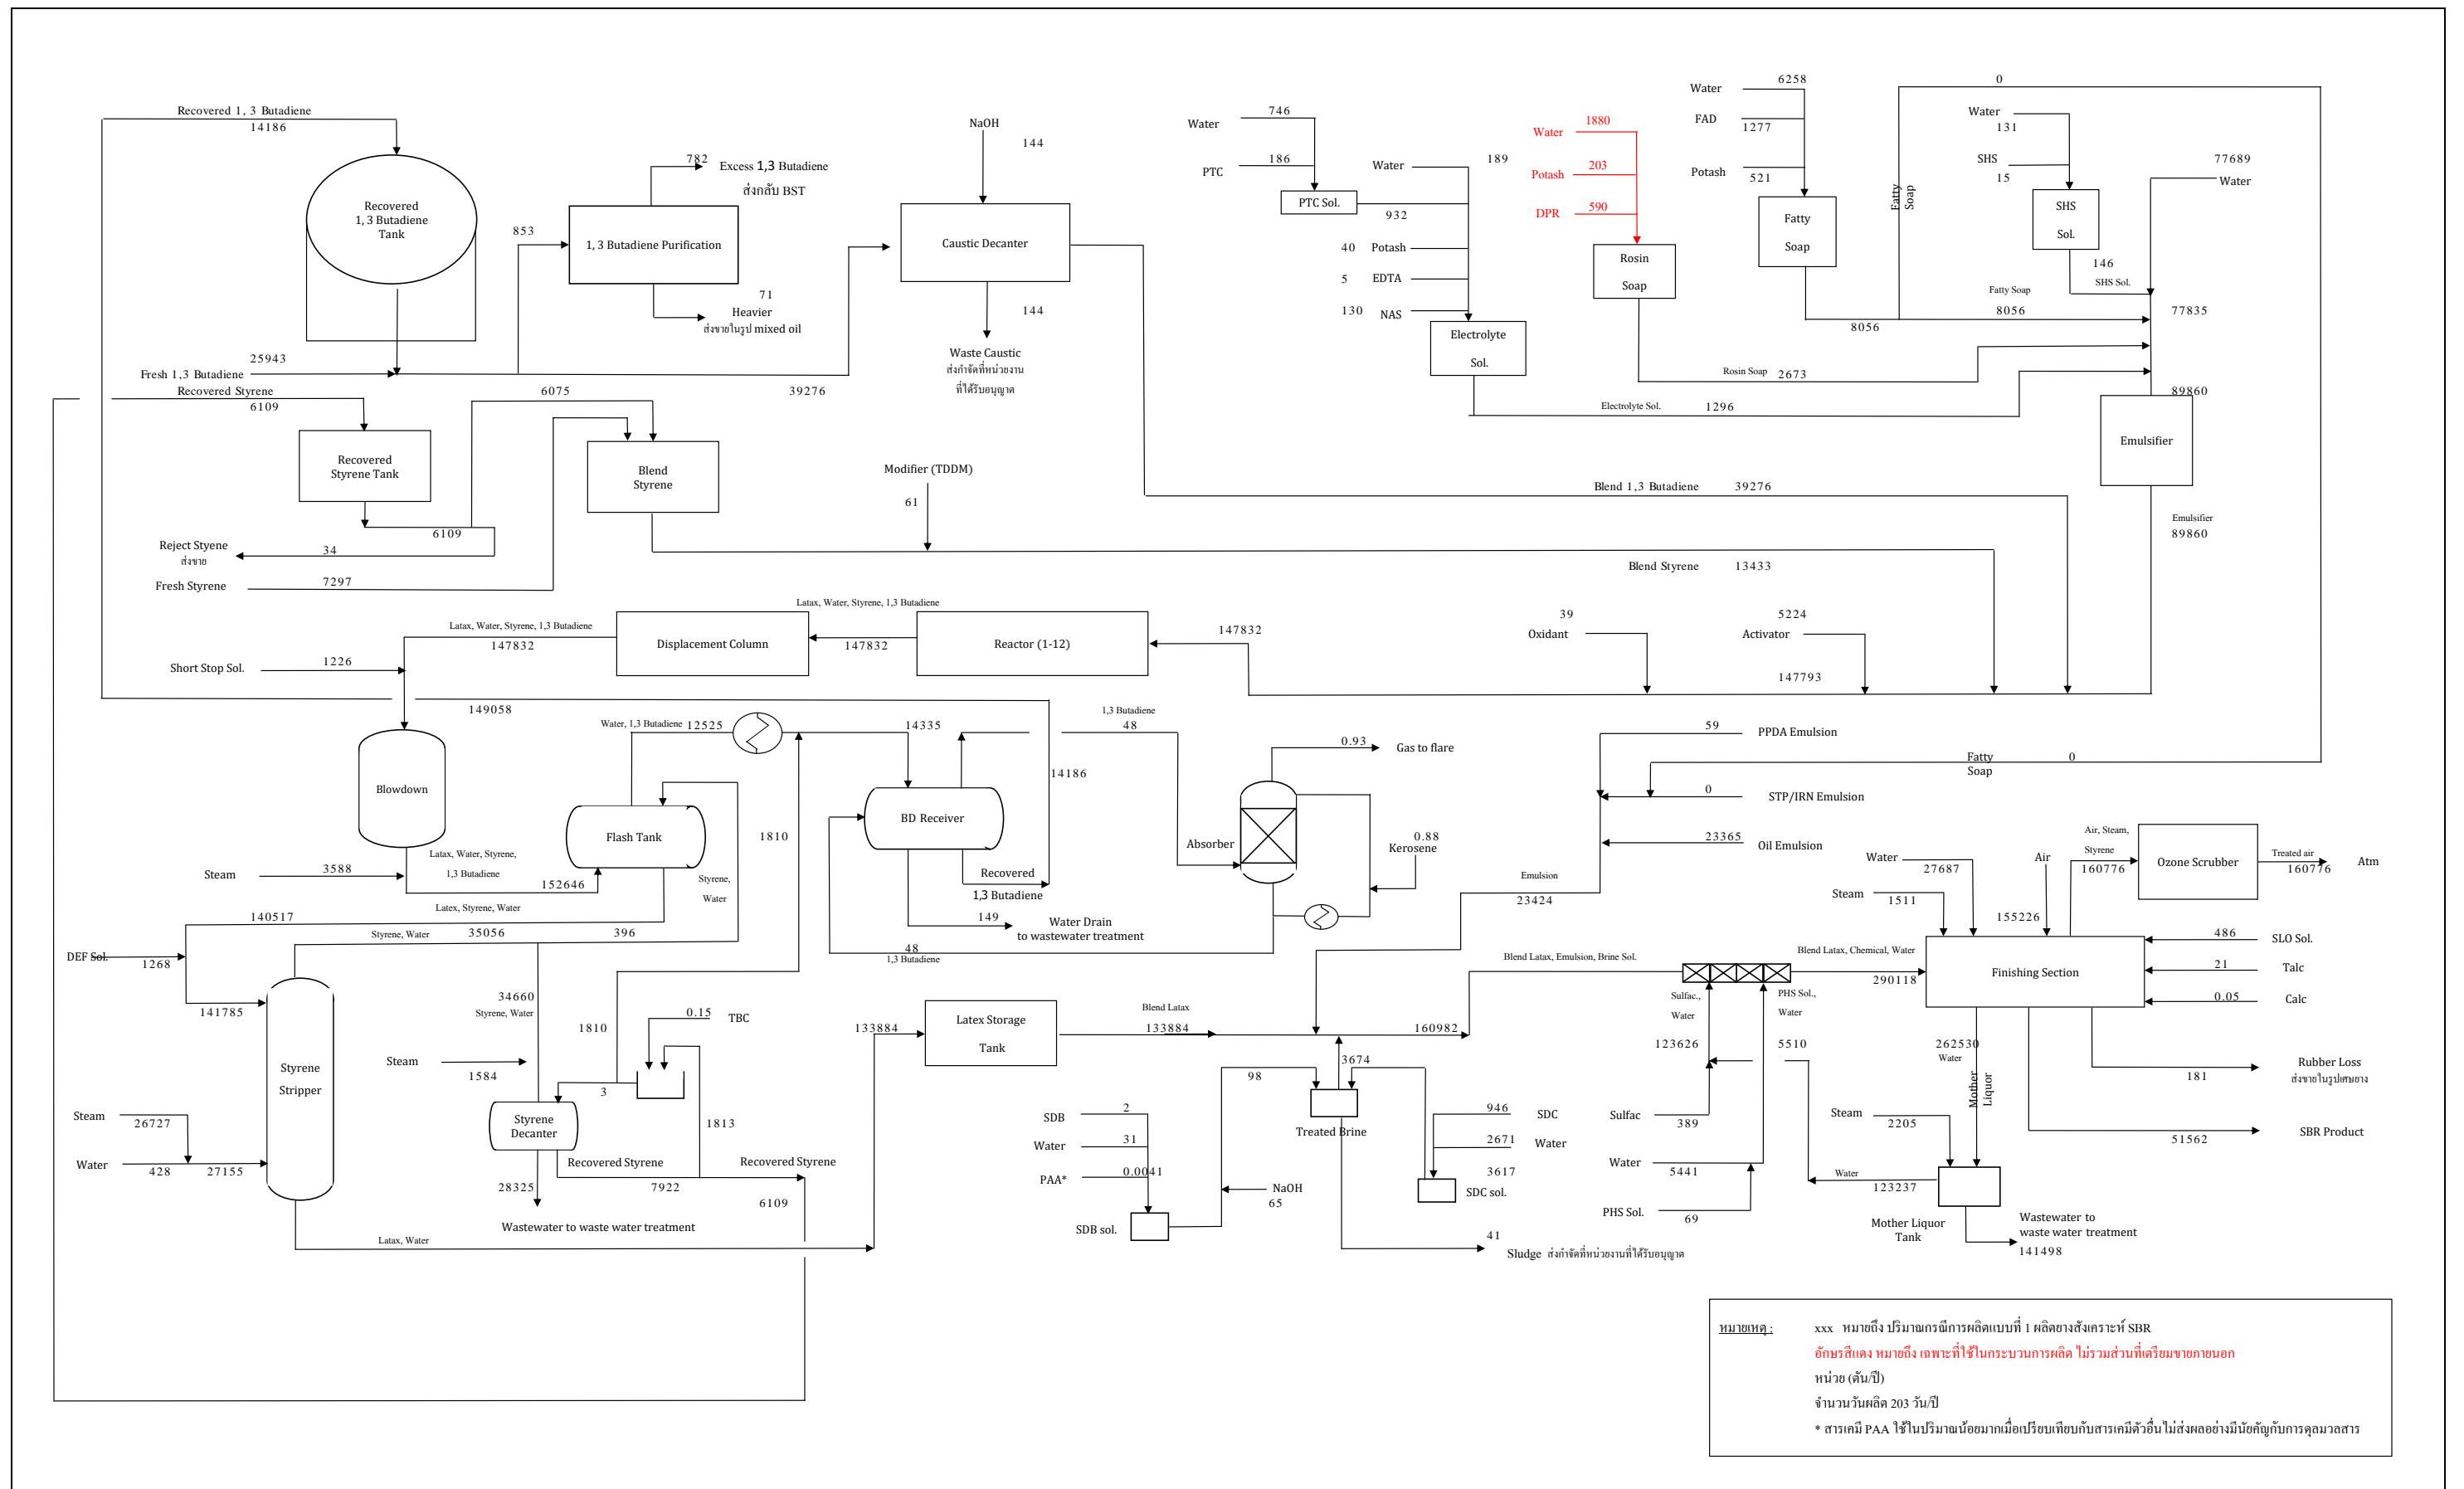 Recovered 1, 3 Butadiene
14186
Recovered
1, 3 Butadiene
Tank
782
Excess 1,3 Butadiene
ส่งกลับ BST
853
1, 3 Butadiene Purification
71
Heavier
ส่งขายในรูป mixed oil
25943
Fresh 1,3 Butadiene
39276
NaOH
144
Caustic Decanter
144
Waste Caustic
ส่งกำจัดที่หน่วยงาน
ที่ได้รับอนุญาต
Water
746
PTC
186
PTC Sol.
932
Water
189
40
Potash
5
EDTA
130
NAS
Electrolyte
Sol.
Electrolyte Sol.
1296
Water
1880
Potash
203
DPR
590
Rosin
Soap
Rosin Soap
2673
Water
6258
FAD
1277
Potash
521
Fatty
Soap
8056
Fatty
Soap
0
Fatty Soap
8056
Water
131
SHS
15
SHS
Sol.
146
SHS Sol.
77689
Water
77835
89860
Emulsifier
Emulsifier
89860
Recovered Styrene
6109
Recovered
Styrene Tank
6109
6075
Reject Styene
ส่งขาย
34
Fresh Styrene
7297
Blend
Styrene
Modifier (TDDM)
61
Blend 1,3 Butadiene
39276
Blend Styrene
13433
Oxidant
39
Activator
5224
147793
147832
Reactor (1-12)
Latax, Water, Styrene, 1,3 Butadiene
147832
Displacement Column
Latax, Water, Styrene, 1,3 Butadiene
147832
Short Stop Sol.
1226
149058
Blowdown
Steam
3588
Latax, Water, Styrene,
1,3 Butadiene
152646
Flash Tank
Water, 1,3 Butadiene
12525
14335
1810
Styrene,
Water
BD Receiver
14186
Recovered
1,3 Butadiene
149
Water Drain
to wastewater treatment
48
1,3 Butadiene
1,3 Butadiene
48
Absorber
0.93
Gas to flare
0.88
Kerosene
140517
Latex, Styrene, Water
Styrene, Water
35056
396
DEF Sol.
1268
141785
Styrene
Stripper
Steam
26727
Water
428
27155
Latax, Water
34660
Styrene, Water
Steam
1584
Styrene
Decanter
28325
Wastewater to waste water treatment
1810
0.15
TBC
3
1813
Recovered Styrene
7922
Recovered Styrene
6109
133884
Latex Storage
Tank
Blend Latax
133884
160982
59
PPDA Emulsion
0
STP/IRN Emulsion
23365
Oil Emulsion
Emulsion
23424
Fatty
Soap
0
SDB
2
Water
31
PAA*
0.0041
SDB sol.
NaOH
65
98
3674
Treated Brine
946
SDC
2671
Water
3617
SDC sol.
41
Sludge ส่งกำจัดที่หน่วยงานที่ได้รับอนุญาต
Blend Latax, Emulsion, Brine Sol.
Sulfac.,
Water
PHS Sol.,
Water
123626
5510
Sulfac
389
Water
5441
PHS Sol.
69
Blend Latax, Chemical, Water
290118
Water
27687
Steam
1511
Air
155226
Air, Steam,
Styrene
160776
Ozone Scrubber
Treated air
160776
Atm
Finishing Section
486
SLO Sol.
21
Talc
0.05
Calc
262530
Water
Mother
Liquor
181
Rubber Loss
ส่งขายในรูปเศษยาง
51562
SBR Product
Steam
2205
Water
123237
Mother Liquor
Tank
Wastewater to
waste water treatment
141498
หมายเหตุ :
xxx หมายถึง ปริมาณกรณีการผลิตแบบที่ 1 ผลิตยางสังเคราะห์ SBR
อักษรสีแดง หมายถึง เฉพาะที่ใช้ในกระบวนการผลิต ไม่รวมส่วนที่เตรียมขายภายนอก
หน่วย (ตัน/ปี)
จำนวนวันผลิต 203 วัน/ปี
* สารเคมี PAA ใช้ในปริมาณน้อยมากเมื่อเปรียบเทียบกับสารเคมีตัวอื่น ไม่ส่งผลอย่างมีนัยคัญกับการดุลมวลสาร